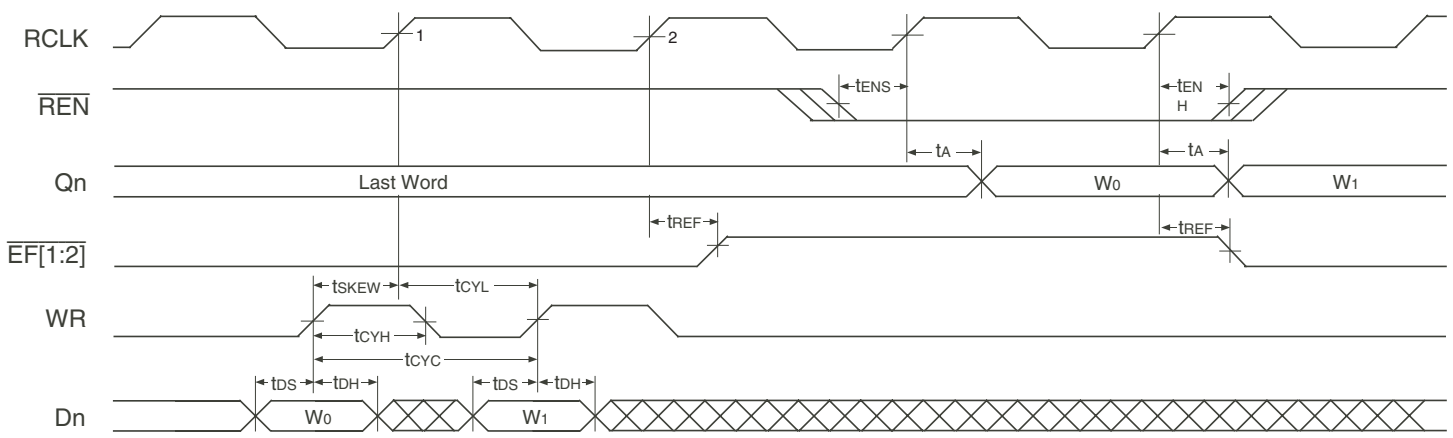 RCLK 1 2
REN tENS tEN
H
Qn Last Word tA W0 tA W1
EF[1:2] tREF tREF
WR tSKEW tCYL
tCYH
tCYC
Dn tDS tDH W0 tDS tDH W1